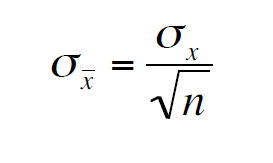 σ_x̄ = σ_x / √n